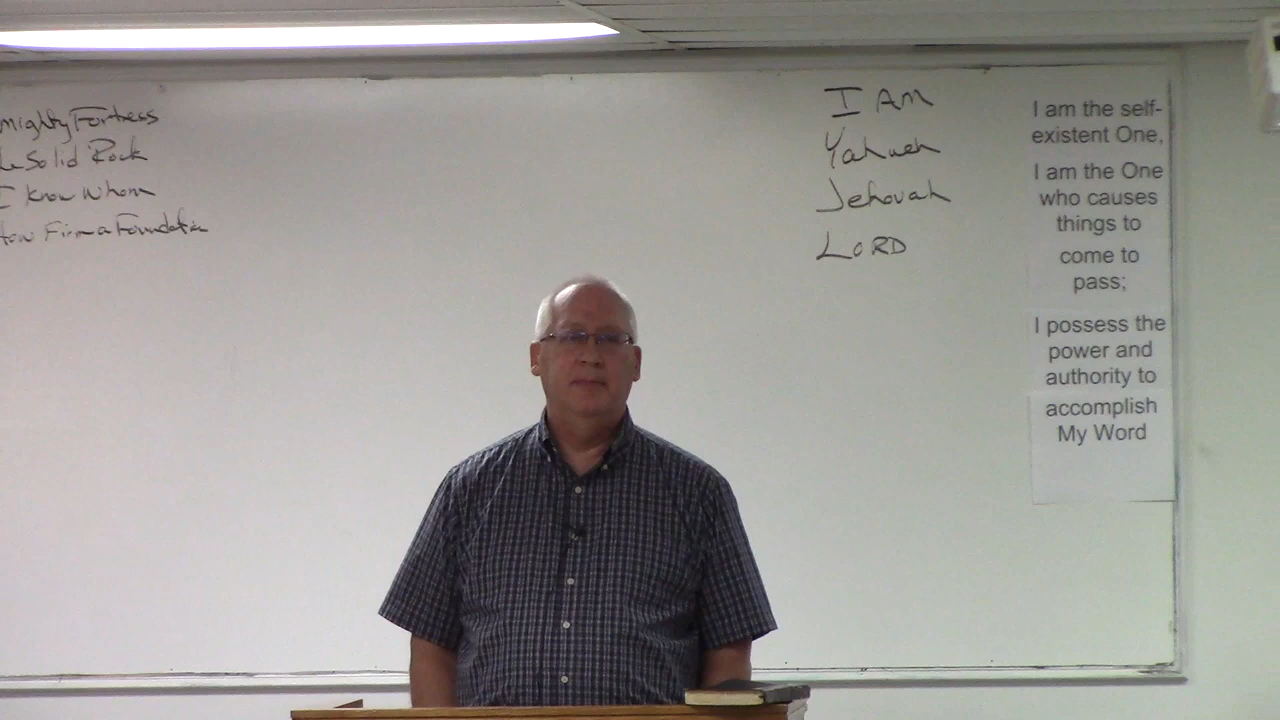 Mighty Fortress
Solid Rock
I Know Whom
How Firm a Foundation
I AM
Yahweh
Jehovah
LORD
I am the self-
existent One,
I am the One
who causes
things to
come to
pass;
I possess the
power and
authority to
accomplish
My Word